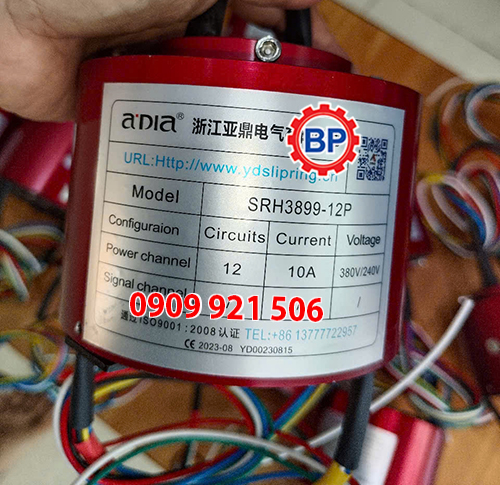 aDIA® 浙江亚鼎电气
BP
URL:Http://www.ydslipring.cn
Model SRH3899-12P
Configuraion Circuits Current Voltage
Power channel 12 10A 380V/240V
Signal channel /
0909 921 506
通过ISO9001:2008认证 TEL:+86 13777722957
CE 2023-08 YD00230815